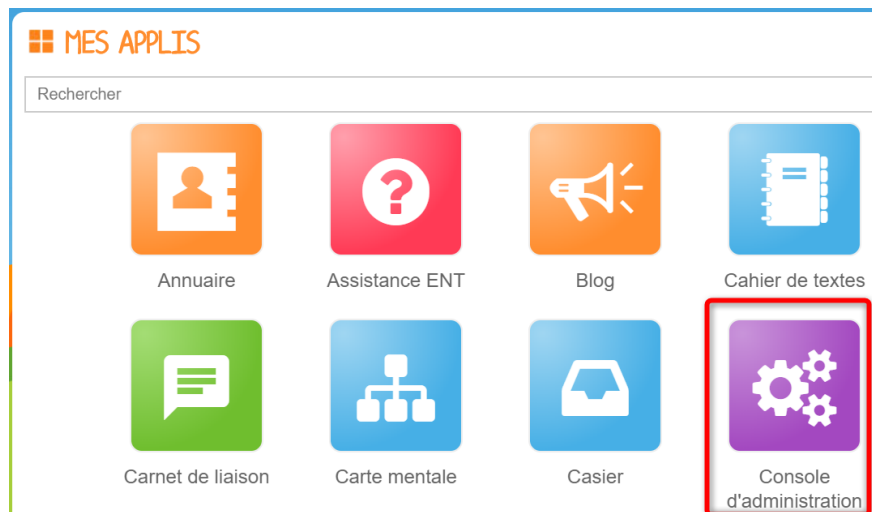 MES APPLIS
Rechercher
Annuaire
Assistance ENT
Blog
Cahier de textes
Carnet de liaison
Carte mentale
Casier
Console
d'administration